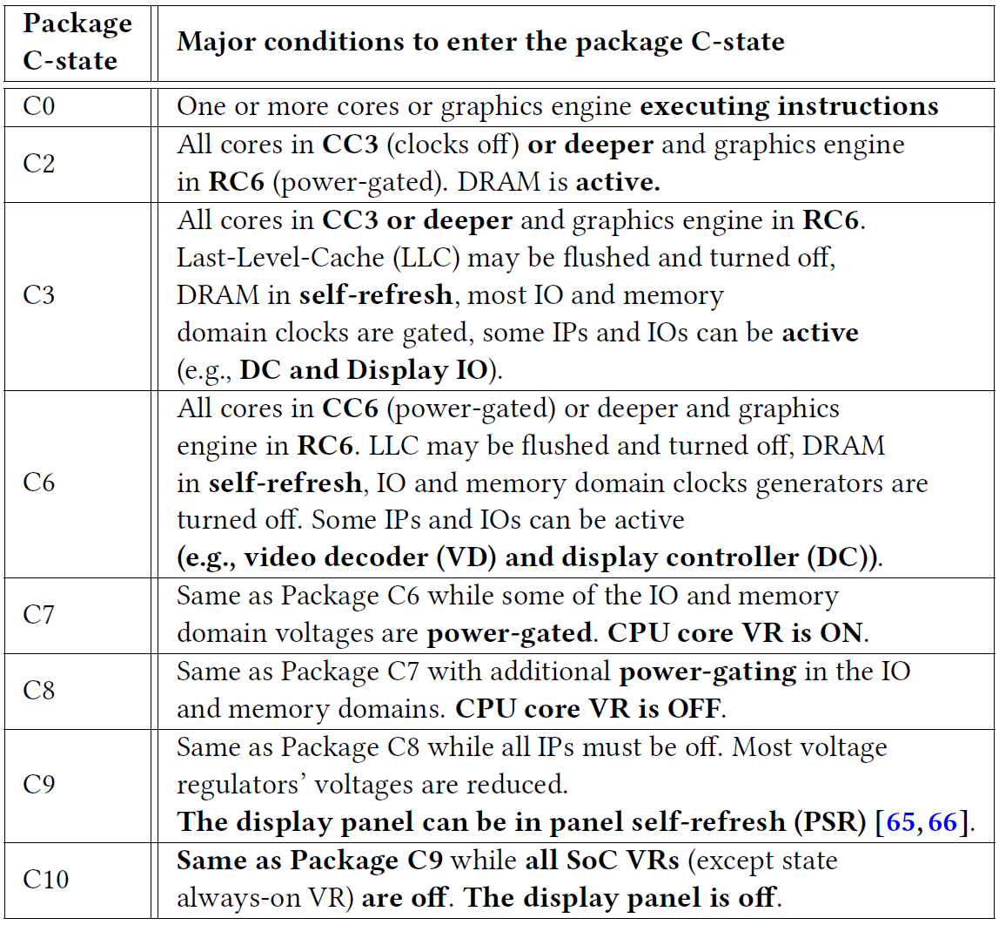 Package
C-state
Major conditions to enter the package C-state
C0
One or more cores or graphics engine executing instructions
C2
All cores in CC3 (clocks off) or deeper and graphics engine
in RC6 (power-gated). DRAM is active.
C3
All cores in CC3 or deeper and graphics engine in RC6.
Last-Level-Cache (LLC) may be flushed and turned off,
DRAM in self-refresh, most IO and memory
domain clocks are gated, some IPs and IOs can be active
(e.g., DC and Display IO).
C6
All cores in CC6 (power-gated) or deeper and graphics
engine in RC6. LLC may be flushed and turned off, DRAM
in self-refresh, IO and memory domain clocks generators are
turned off. Some IPs and IOs can be active
(e.g., video decoder (VD) and display controller (DC)).
C7
Same as Package C6 while some of the IO and memory
domain voltages are power-gated. CPU core VR is ON.
C8
Same as Package C7 with additional power-gating in the IO
and memory domains. CPU core VR is OFF.
C9
Same as Package C8 while all IPs must be off. Most voltage
regulators’ voltages are reduced.
The display panel can be in panel self-refresh (PSR) [65, 66].
C10
Same as Package C9 while all SoC VRs (except state
always-on VR) are off. The display panel is off.